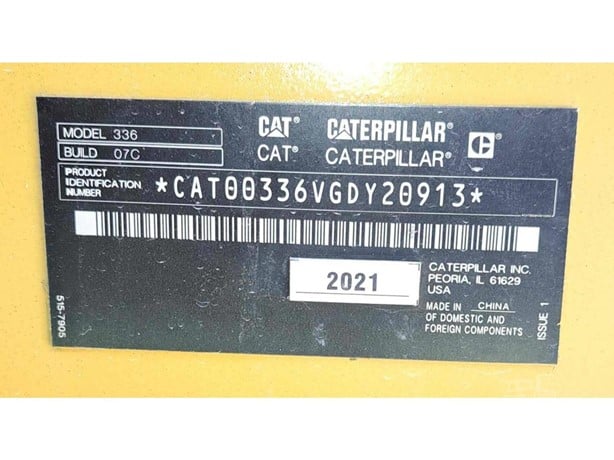 MODEL 336
BUILD 07C
CAT CATERPILLAR C
CAT® CATERPILLAR®
PRODUCT
IDENTIFICATION
NUMBER
*CAT00336VGDY20913*
2021
CATERPILLAR INC.
PEORIA, IL 61629
USA
MADE IN CHINA
OF DOMESTIC AND
FOREIGN COMPONENTS
515-7905
ISSUE 1